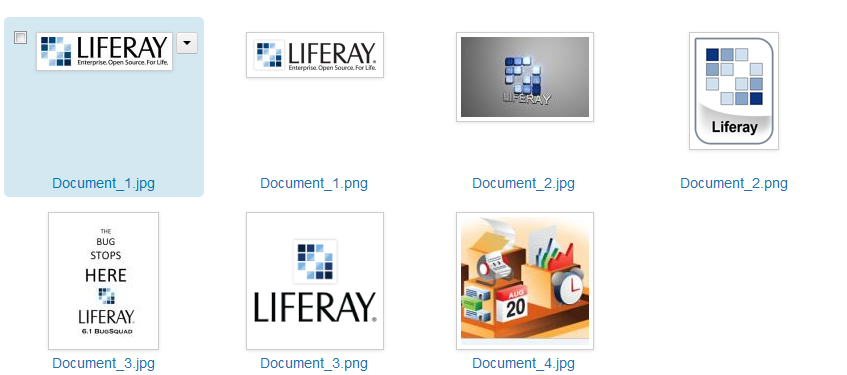 LIFERAY
Enterprise. Open Source. For Life.
Document_1.jpg
LIFERAY.
Enterprise. Open Source. For Life.
Document_1.png
LIFERAY
Document_2.jpg
Liferay
Document_2.png
THE
BUG
STOPS
HERE
LIFERAY.
6.1 BugSquad
Document_3.jpg
LIFERAY.
Document_3.png
AUG
20
Document_4.jpg